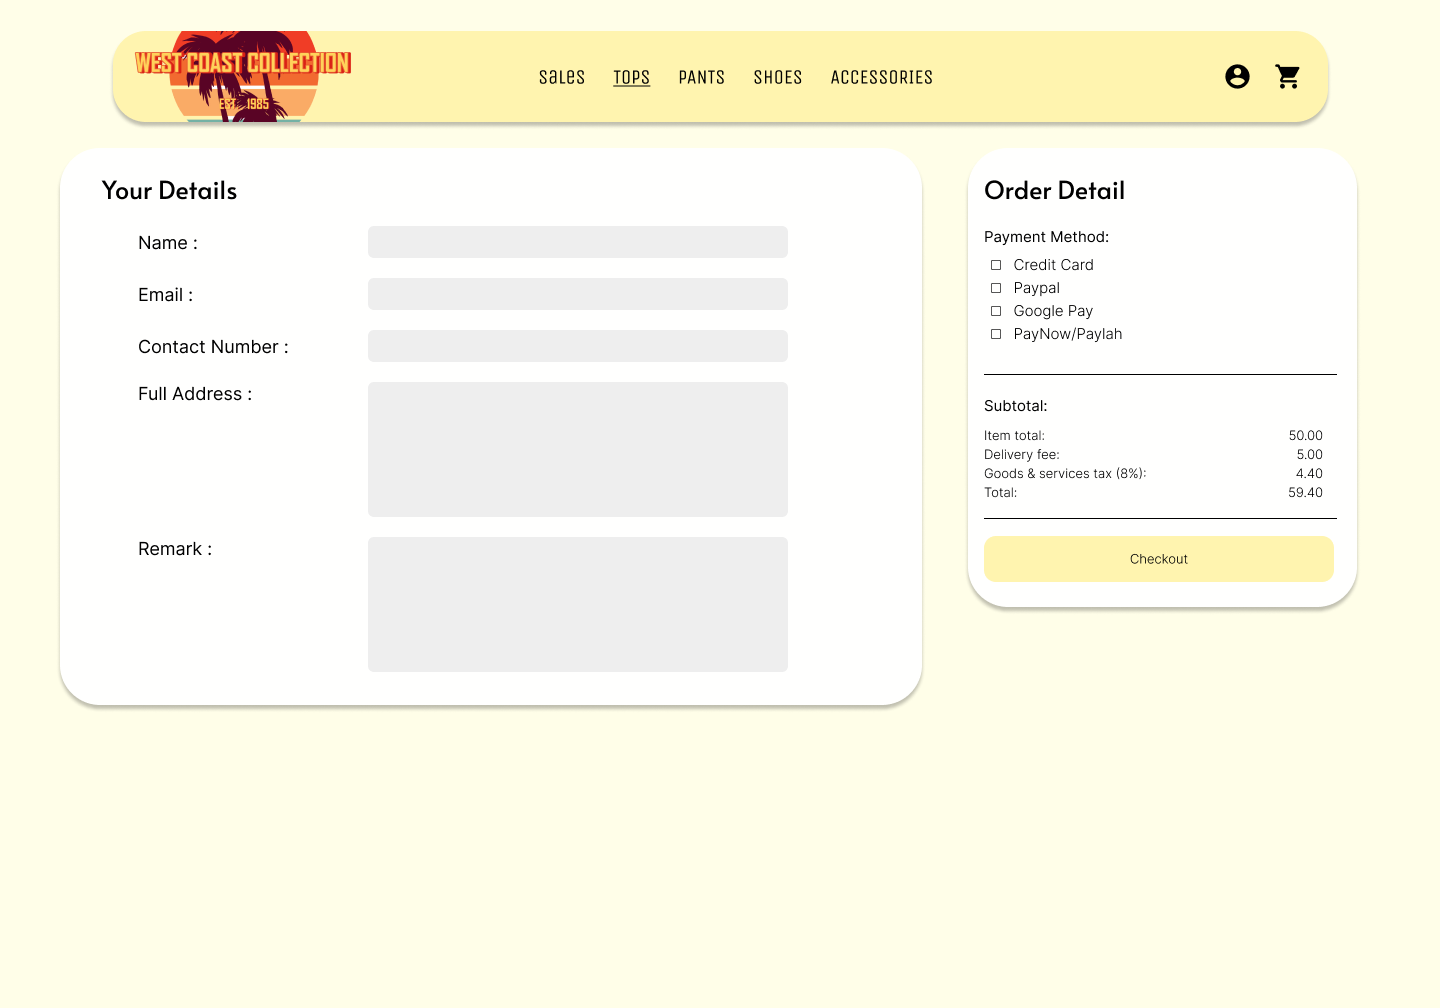 WEST COAST COLLECTION
EST. 1985
SaLeS TOPS PANTS SHOES ACCESSORIES
Your Details
Name :
Email :
Contact Number :
Full Address :
Remark :
Order Detail
Payment Method:
Credit Card
Paypal
Google Pay
PayNow/Paylah
Subtotal:
Item total: 50.00
Delivery fee: 5.00
Goods & services tax (8%): 4.40
Total: 59.40
Checkout